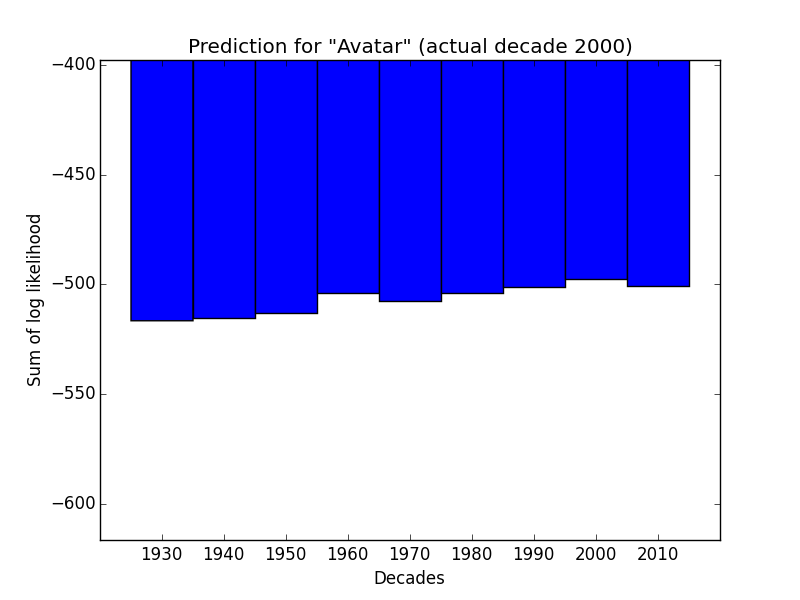 Prediction for "Avatar" (actual decade 2000)
−400
−450
−500
−550
−600
Sum of log likelihood
1930 1940 1950 1960 1970 1980 1990 2000 2010
Decades